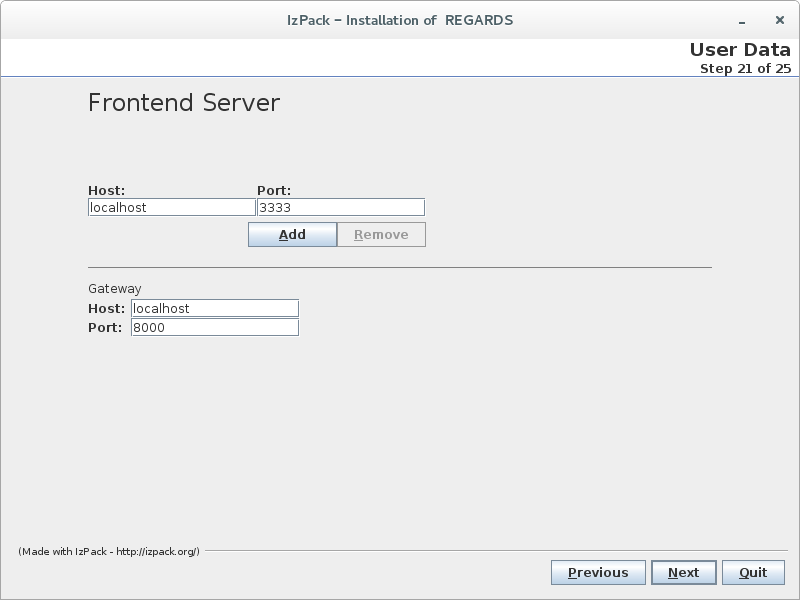 IzPack – Installation of  REGARDS
User Data
Step 21 of 25
Frontend Server
Host: Port:
localhost 3333
Add Remove
Gateway
Host: localhost
Port: 8000
(Made with IzPack - http://izpack.org/)
Previous Next Quit